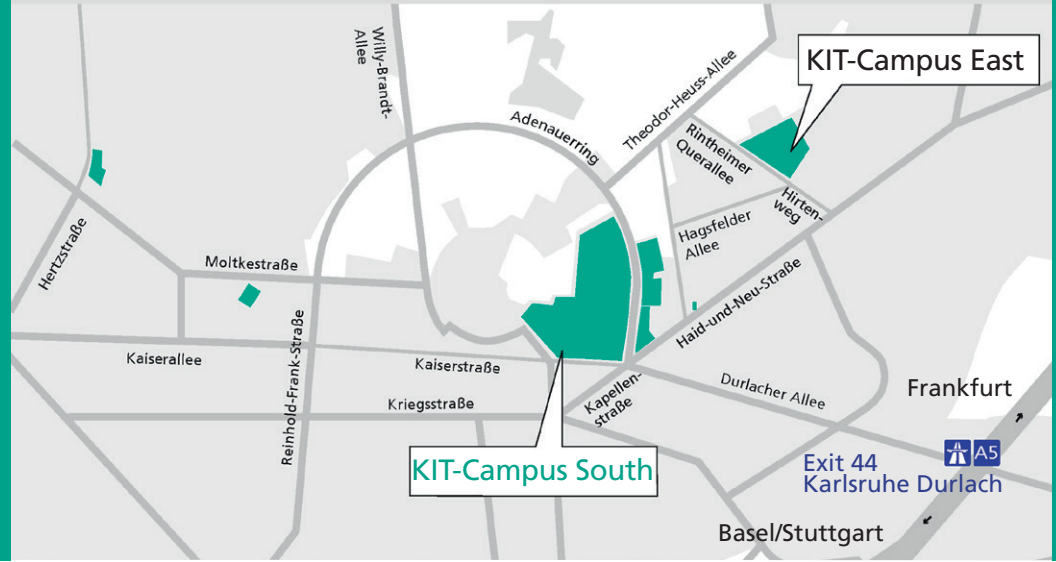 Willy-Brandt-
Allee
Adenauerring
Theodor-Heuss-Allee
KIT-Campus East
Rintheimer
Querallee
Hirten-
weg
Hagsfelder
Allee
Hertzstraße
Moltkestraße
Haid-und-Neu-Straße
Kaiserallee
Reinhold-Frank-Straße
Kaiserstraße
Kriegsstraße
Kapellen-
straße
Durlacher Allee
Frankfurt
KIT-Campus South
A5
Exit 44
Karlsruhe Durlach
Basel/Stuttgart